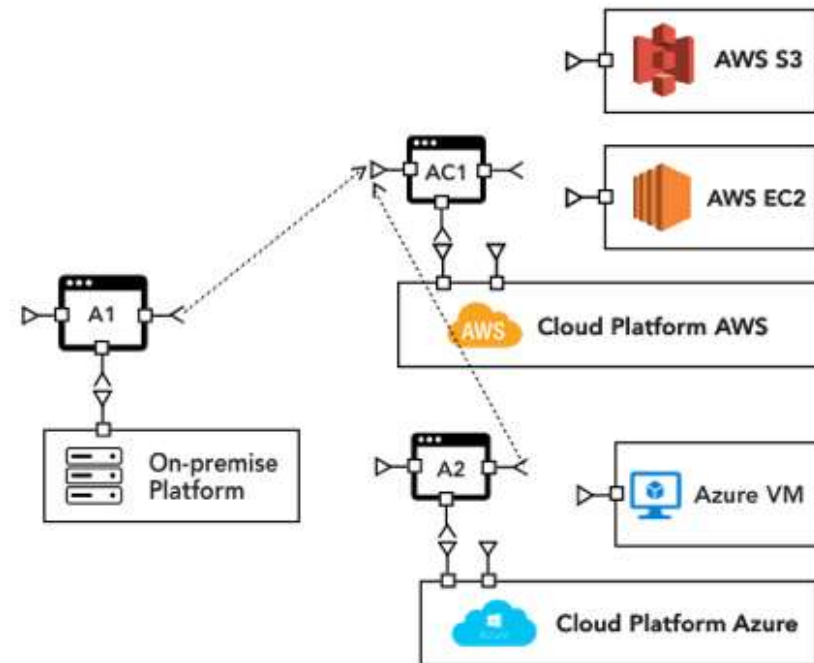 AWS S3
AC1
AWS EC2
A1
AWS
Cloud Platform AWS
On-premise
Platform
A2
Azure VM
Azure
Cloud Platform Azure